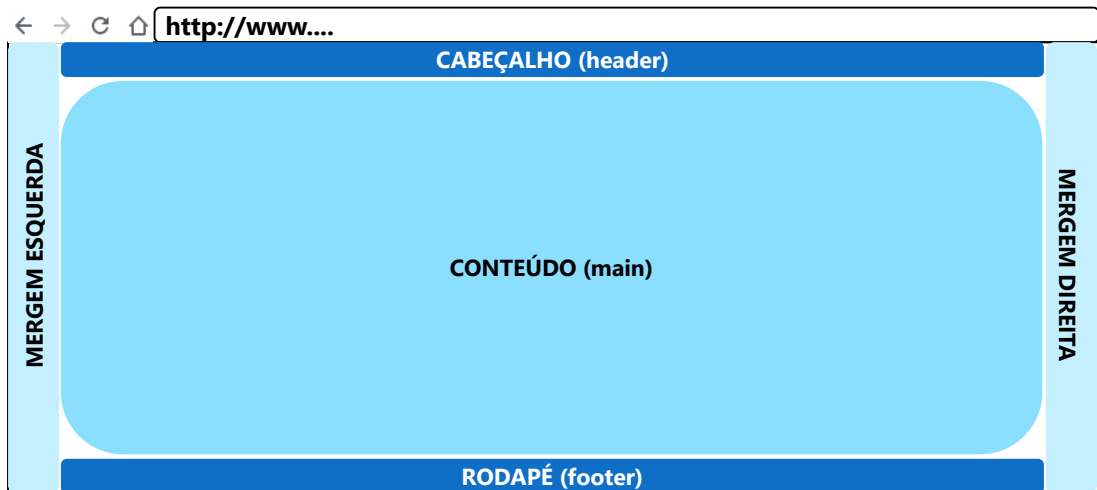 http://www....
CABEÇALHO (header)
MERGEM ESQUERDA
CONTEÚDO (main)
MERGEM DIREITA
RODAPÉ (footer)